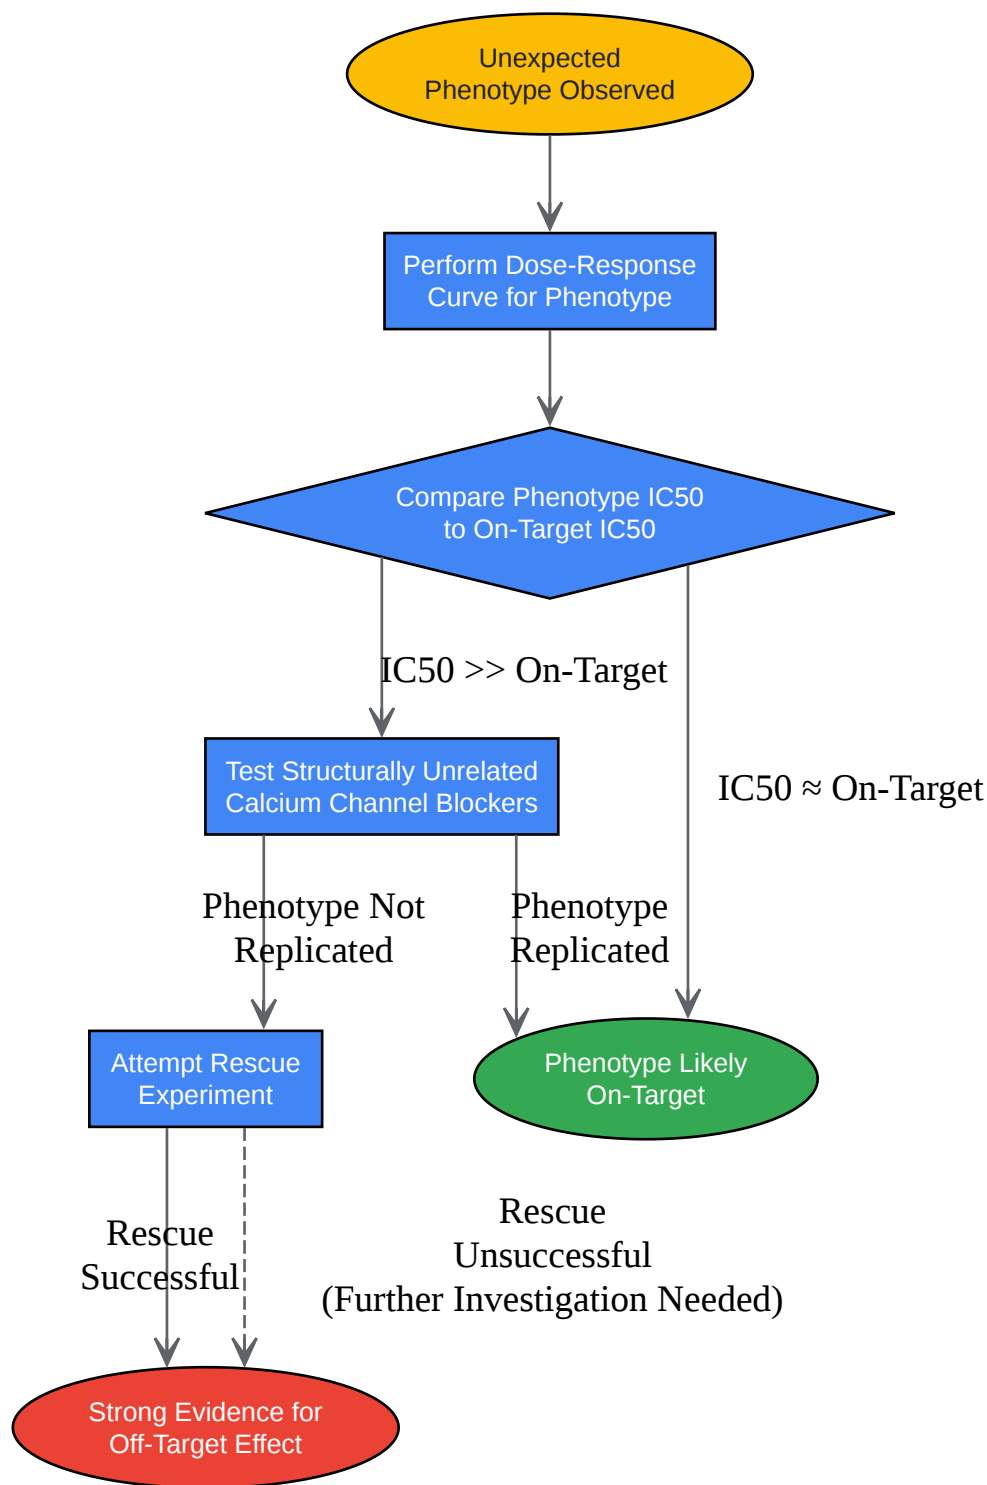 Unexpected
Phenotype Observed
Perform Dose-Response
Curve for Phenotype
Compare Phenotype IC50
to On-Target IC50
IC50 >> On-Target
Test Structurally Unrelated
Calcium Channel Blockers
IC50 ≈ On-Target
Phenotype Not
Replicated
Phenotype
Replicated
Attempt Rescue
Experiment
Phenotype Likely
On-Target
Rescue
Successful
Rescue
Unsuccessful
(Further Investigation Needed)
Strong Evidence for
Off-Target Effect